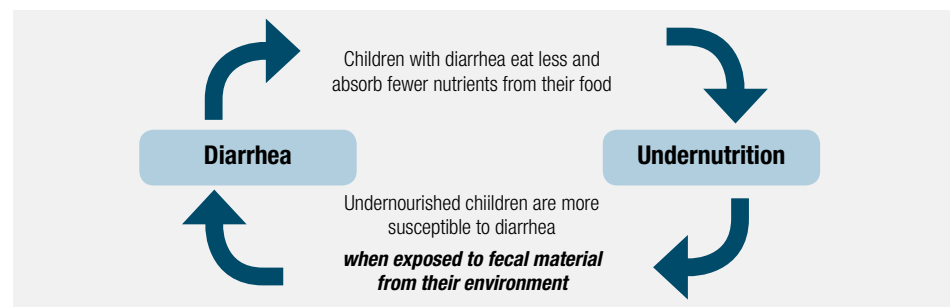 Children with diarrhea eat less and
absorb fewer nutrients from their food
Diarrhea
Undernutrition
Undernourished chiildren are more
susceptible to diarrhea
when exposed to fecal material
from their environment